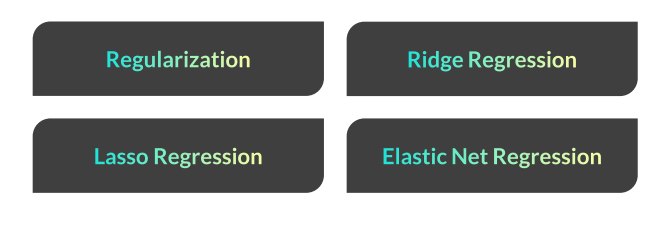 Regularization
Ridge Regression
Lasso Regression
Elastic Net Regression